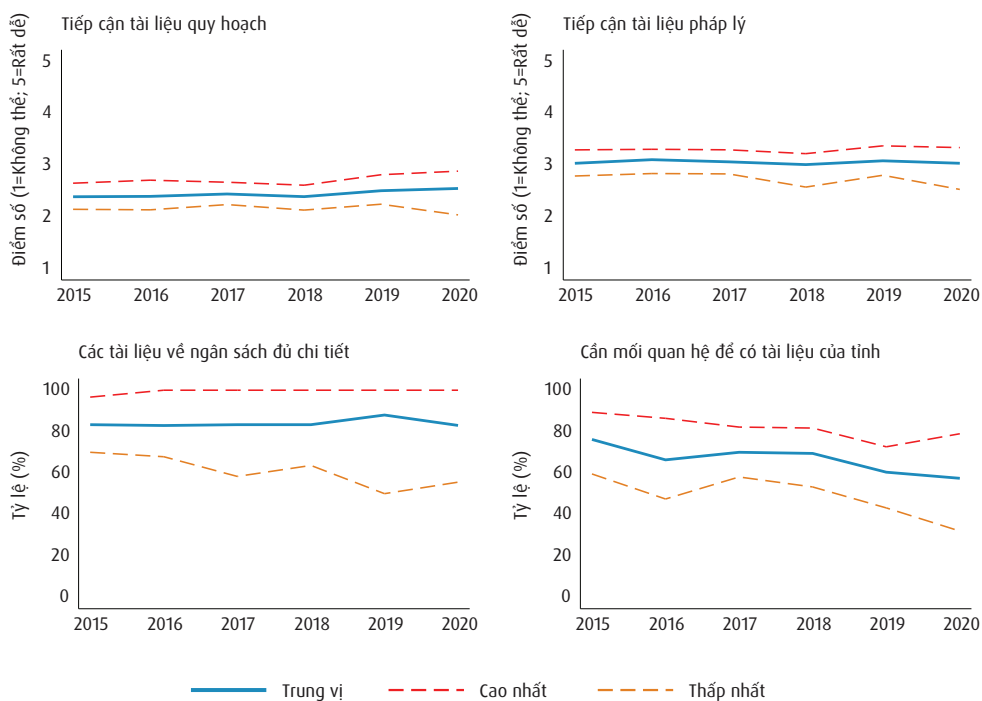 Tiếp cận tài liệu quy hoạch
Điểm số (1=Không thể; 5=Rất dễ)
5
4
3
2
1
2015 2016 2017 2018 2019 2020
Tiếp cận tài liệu pháp lý
Điểm số (1=Không thể; 5=Rất dễ)
5
4
3
2
1
2015 2016 2017 2018 2019 2020
Các tài liệu về ngân sách đủ chi tiết
Tỷ lệ (%)
100
80
60
40
20
0
2015 2016 2017 2018 2019 2020
Cần mối quan hệ để có tài liệu của tỉnh
Tỷ lệ (%)
100
80
60
40
20
0
2015 2016 2017 2018 2019 2020
Trung vị Cao nhất Thấp nhất